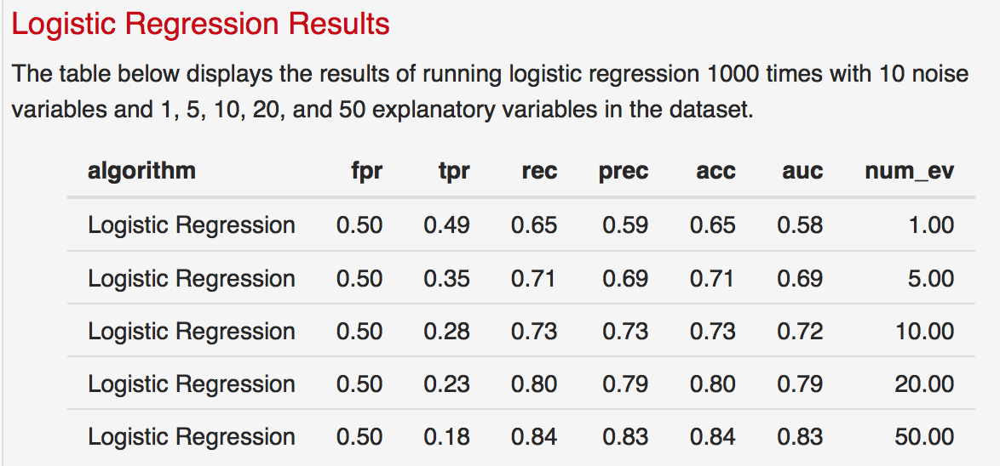 Logistic Regression Results
The table below displays the results of running logistic regression 1000 times with 10 noise
variables and 1, 5, 10, 20, and 50 explanatory variables in the dataset.
algorithm fpr tpr rec prec acc auc num_ev
Logistic Regression 0.50 0.49 0.65 0.59 0.65 0.58 1.00
Logistic Regression 0.50 0.35 0.71 0.69 0.71 0.69 5.00
Logistic Regression 0.50 0.28 0.73 0.73 0.73 0.72 10.00
Logistic Regression 0.50 0.23 0.80 0.79 0.80 0.79 20.00
Logistic Regression 0.50 0.18 0.84 0.83 0.84 0.83 50.00